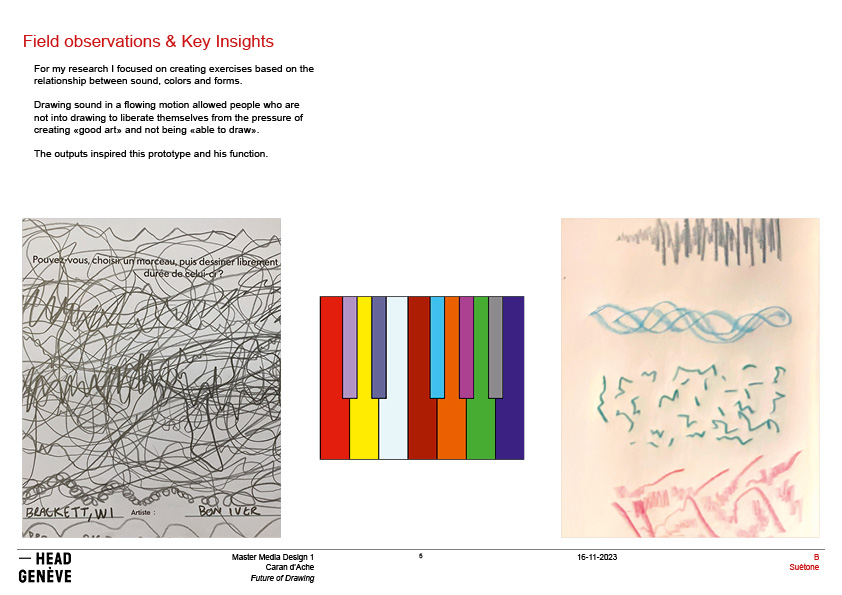 Field observations & Key Insights
For my research I focused on creating exercises based on the
relationship between sound, colors and forms.
Drawing sound in a flowing motion allowed people who are
not into drawing to liberate themselves from the pressure of
creating «good art» and not being «able to draw».
The outputs inspired this prototype and his function.
Pouvez-vous, choisir un morceau, puis dessiner librement
durée de celui-ci ?
BRACKETT, WI Artiste : BON IVER
— HEAD
GENÈVE
Master Media Design 1
Caran d'Ache
Future of Drawing
5
16-11-2023
B
Suétone